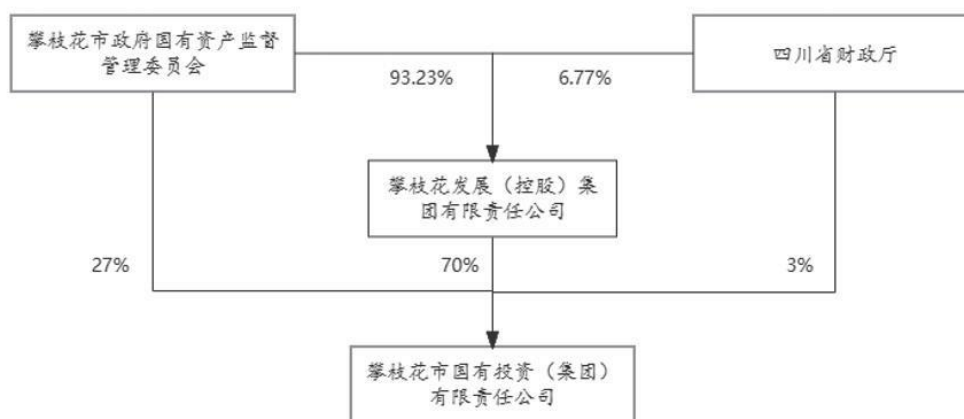 攀枝花市政府国有资产监督
管理委员会
四川省财政厅
93.23%
6.77%
攀枝花发展（控股）集
团有限责任公司
27%
70%
3%
攀枝花市国有投资（集团）
有限责任公司